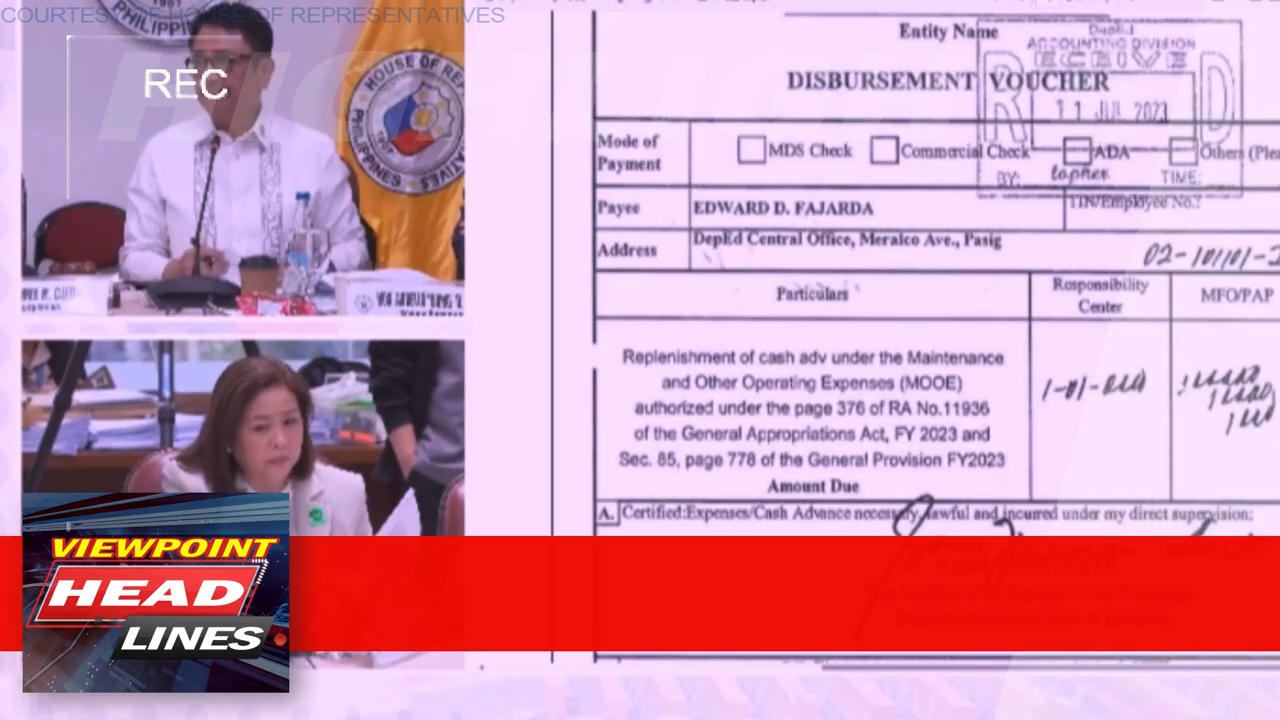 COURTESY OF HOUSE OF REPRESENTATIVES
REC
HOUSE OF REPRESENTATIVES
PHILIPPINES
Entity Name
DISBURSEMENT VOUCHER
DepEd
ACCOUNTING DIVISION
RECEIVED
11 JUL 2023
BY:
TIME:
Mode of Payment
MDS Check
Commercial Check
ADA
Others
Payee
EDWARD D. FAJARDA
TIN/Employee No.:
Address
DepEd Central Office, Meralco Ave., Pasig
Particulars
Responsibility Center
MFO/PAP
Replenishment of cash adv under the Maintenance
and Other Operating Expenses (MOOE)
authorized under the page 376 of RA No.11936
of the General Appropriations Act, FY 2023 and
Sec. 85, page 778 of the General Provision FY2023
Amount Due
A. Certified:Expenses/Cash Advance necessary, lawful and incurred under my direct supervision;
VIEWPOINT
HEAD
LINES